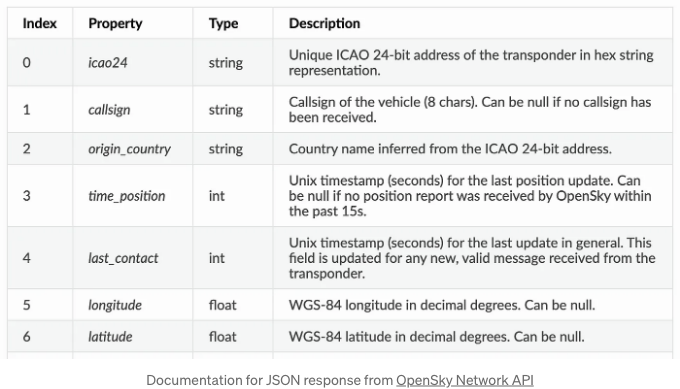 Index Property Type Description
0 icao24 string Unique ICAO 24-bit address of the transponder in hex string
representation.
1 callsign string Callsign of the vehicle (8 chars). Can be null if no callsign has
been received.
2 origin_country string Country name inferred from the ICAO 24-bit address.
3 time_position int Unix timestamp (seconds) for the last position update. Can
be null if no position report was received by OpenSky within
the past 15s.
4 last_contact int Unix timestamp (seconds) for the last update in general. This
field is updated for any new, valid message received from the
transponder.
5 longitude float WGS-84 longitude in decimal degrees. Can be null.
6 latitude float WGS-84 latitude in decimal degrees. Can be null.
Documentation for JSON response from OpenSky Network API